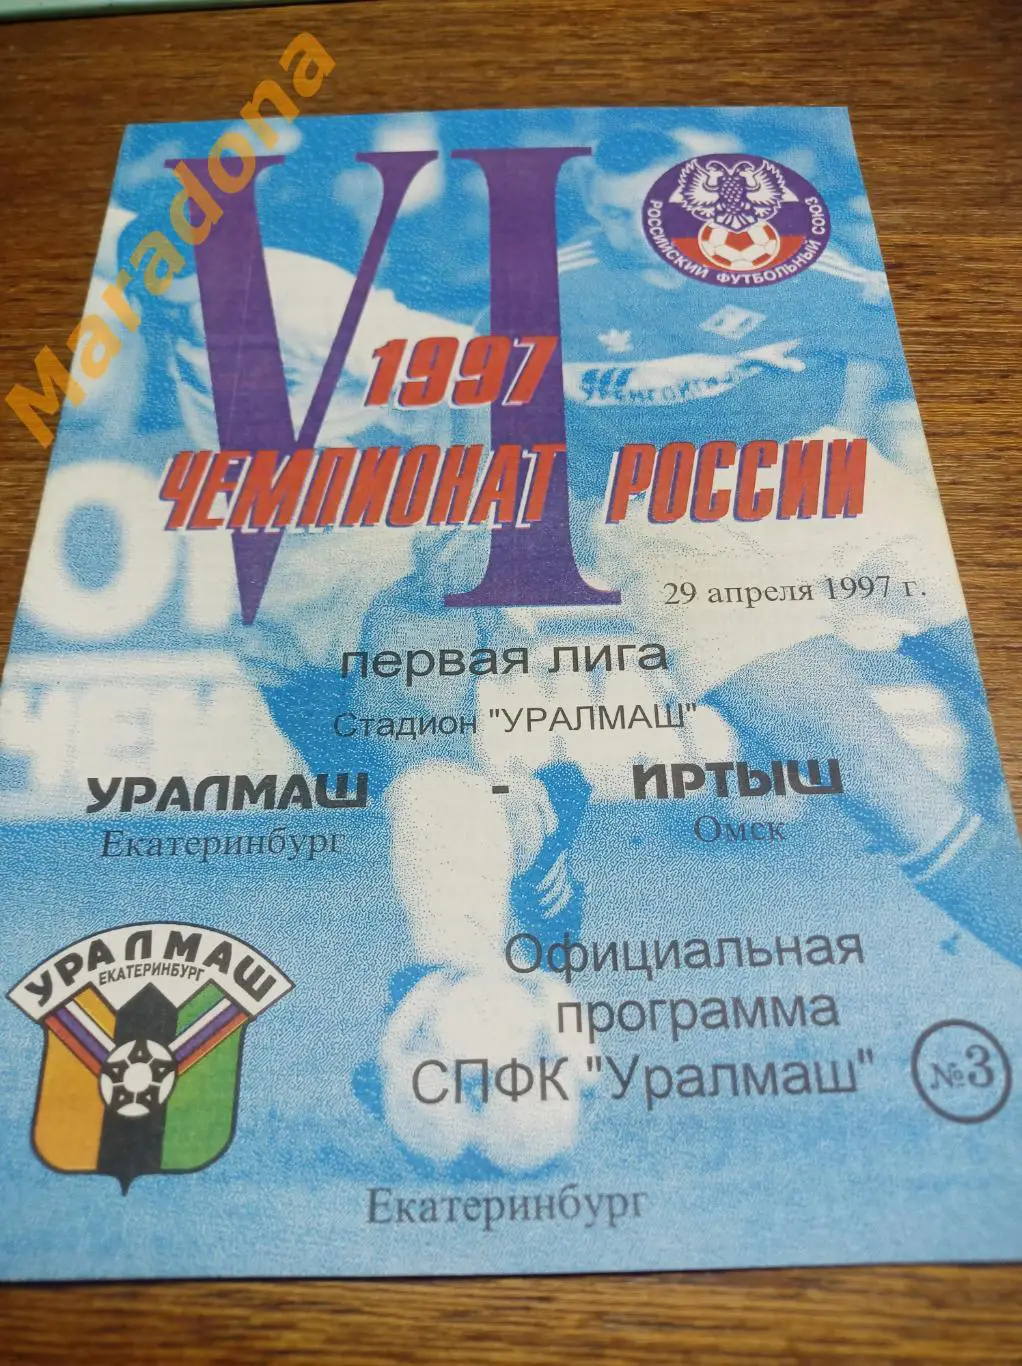 Maradona
VI
РОССИЙСКИЙ ФУТБОЛЬНЫЙ СОЮЗ
1997
ЧЕМПИОНАТ РОССИИ
29 апреля 1997 г.
первая лига
Стадион "УРАЛМАШ"
УРАЛМАШ - ИРТЫШ
Екатеринбург Омск
УРАЛМАШ
ЕКАТЕРИНБУРГ
Официальная
программа
СПФК "Уралмаш"
№3
Екатеринбург